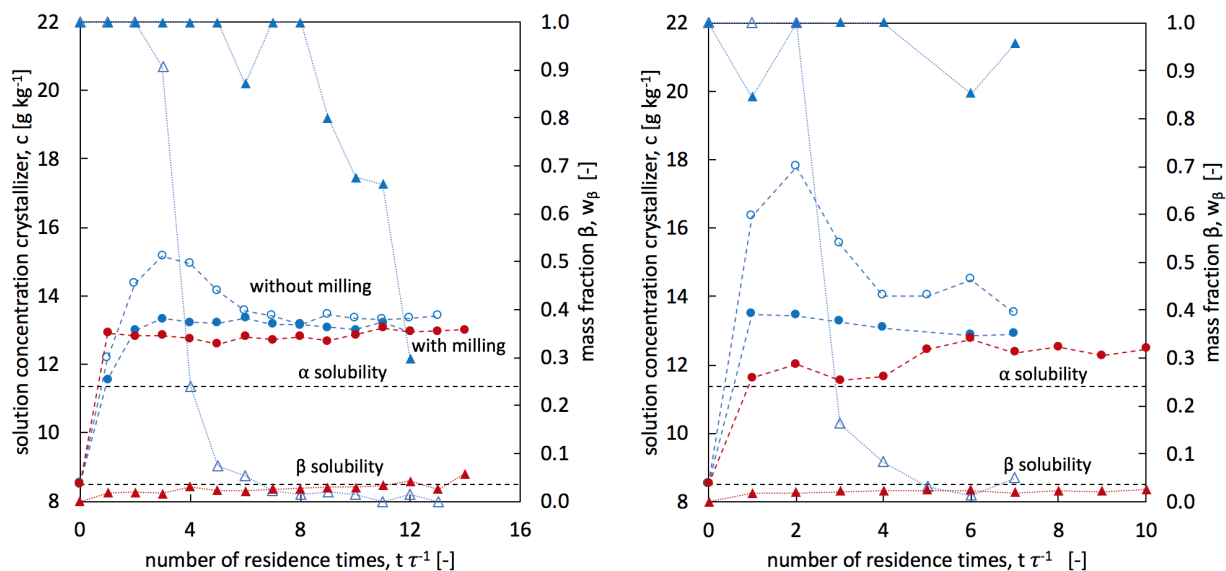 solution concentration crystallizer, c [g kg⁻¹]
22
20
18
16
14
12
10
8
without milling
with milling
α solubility
β solubility
1.0
0.9
0.8
0.7
0.6
0.5
0.4
0.3
0.2
0.1
0.0
mass fraction β, wᵦ [-]
0 4 8 12 16
number of residence times, t τ⁻¹ [-]
solution concentration crystallizer, c [g kg⁻¹]
22
20
18
16
14
12
10
8
α solubility
β solubility
1.0
0.9
0.8
0.7
0.6
0.5
0.4
0.3
0.2
0.1
0.0
mass fraction β, wᵦ [-]
0 2 4 6 8 10
number of residence times, t τ⁻¹ [-]